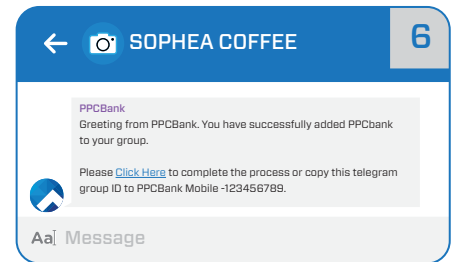 SOPHEA COFFEE
6
PPCBank
Greeting from PPCBank. You have successfully added PPCbank
to your group.
Please Click Here to complete the process or copy this telegram
group ID to PPCBank Mobile -123456789.
Aa Message